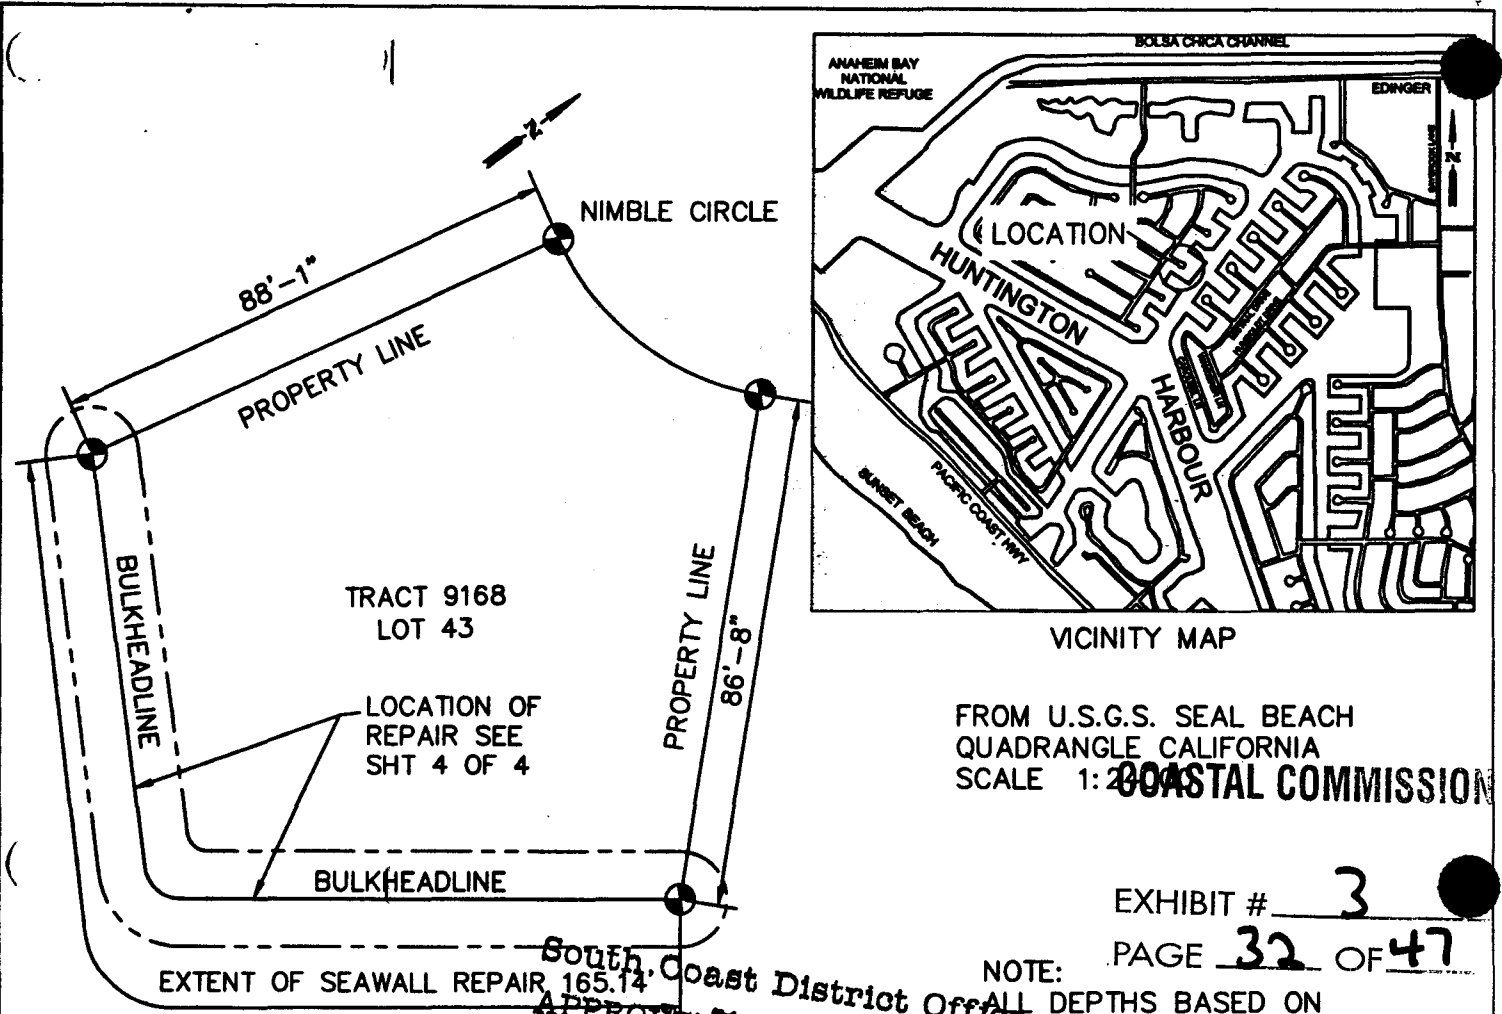 NIMBLE CIRCLE
N
88'-1"
PROPERTY LINE
BULKHEADLINE
TRACT 9168
LOT 43
PROPERTY LINE
86'-8"
LOCATION OF
REPAIR SEE
SHT 4 OF 4
BULKHEADLINE
EXTENT OF SEAWALL REPAIR 165.14
South Coast District
BOLSA CHICA CHANNEL
ANAHEIM BAY
NATIONAL
WILDLIFE REFUGE
EDINGER
N
LOCATION
HUNTINGTON
HARBOUR
SUNSET BEACH
PACIFIC COAST HWY
VICINITY MAP
FROM U.S.G.S. SEAL BEACH
QUADRANGLE CALIFORNIA
SCALE 1:
COASTAL COMMISSION
EXHIBIT # 3
PAGE 32 OF 47
NOTE:
ALL DEPTHS BASED ON